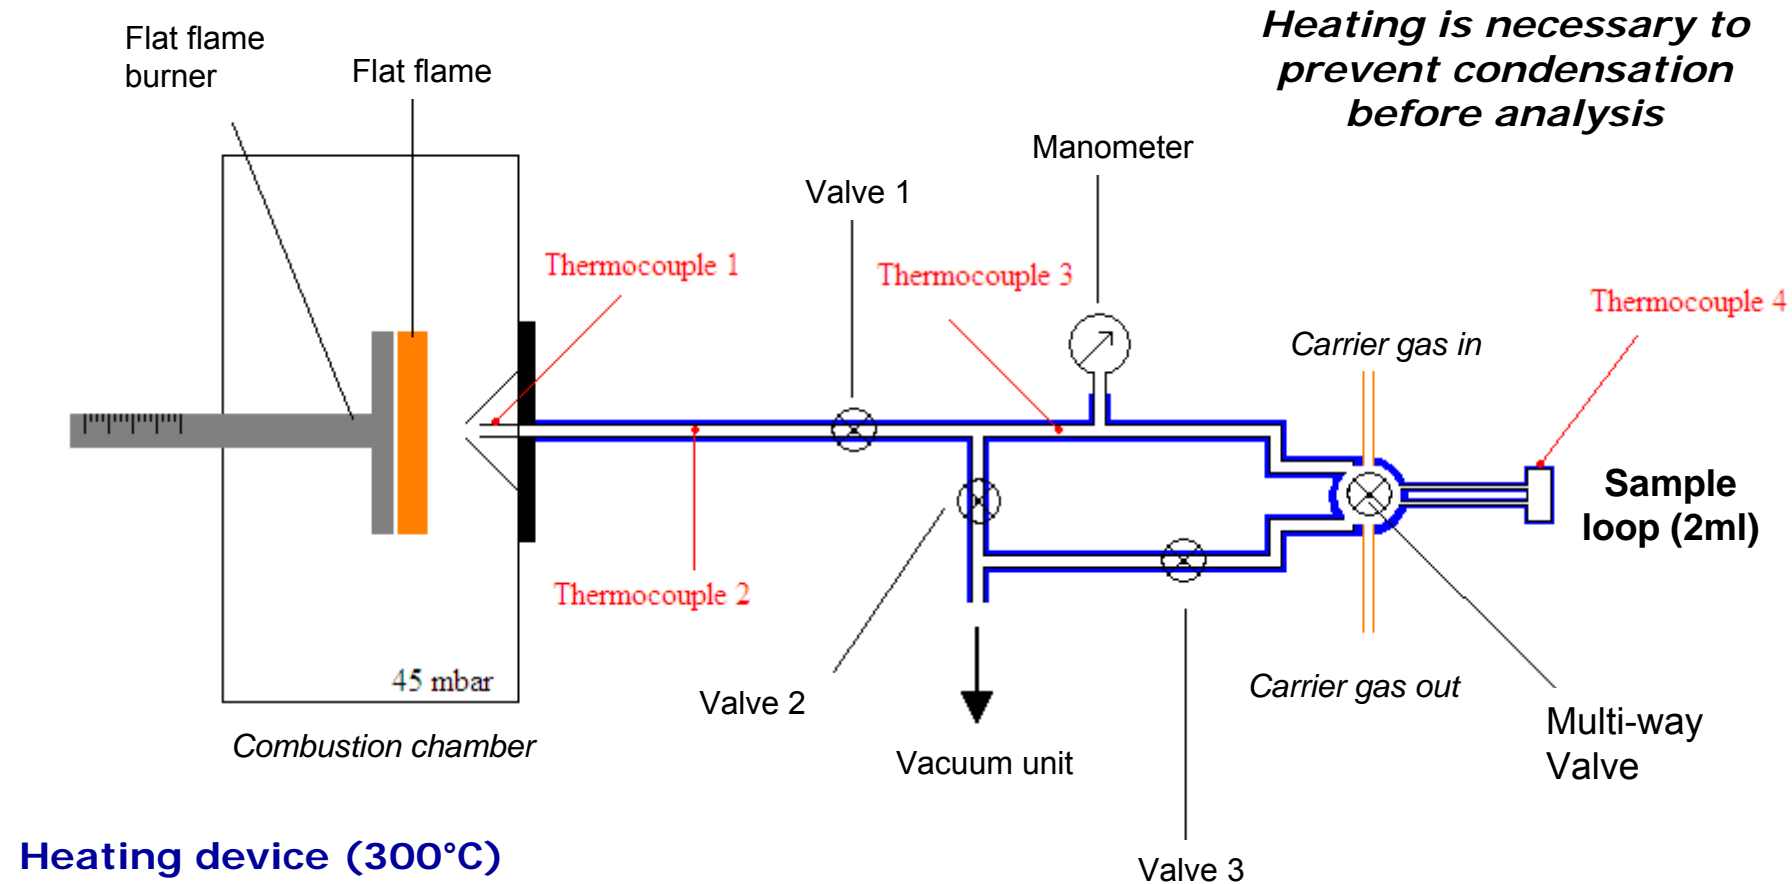 Heating is necessary to
prevent condensation
before analysis
Flat flame
burner
Flat flame
Manometer
Valve 1
Thermocouple 1
Thermocouple 3
Thermocouple 4
Carrier gas in
Sample
loop (2ml)
Thermocouple 2
45 mbar
Valve 2
Carrier gas out
Multi-way
Valve
Combustion chamber
Vacuum unit
Heating device (300°C)
Valve 3